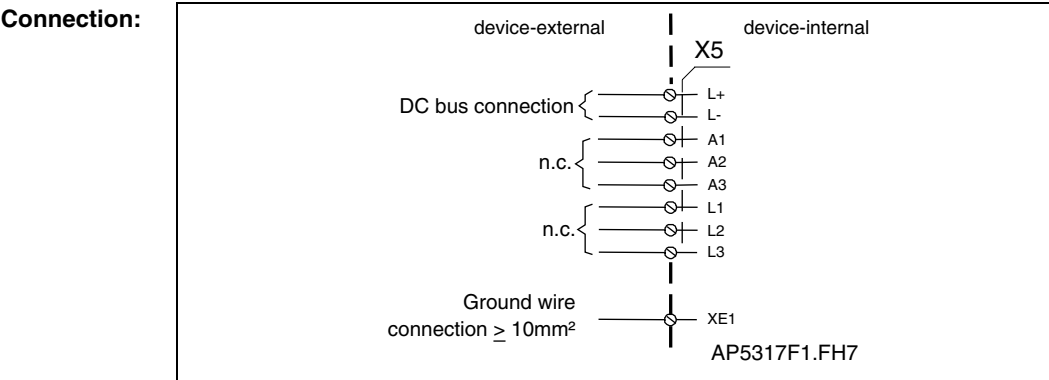 Connection:
device-external
device-internal
X5
DC bus connection
L+
L-
n.c.
A1
A2
A3
n.c.
L1
L2
L3
Ground wire
connection ≥ 10mm²
XE1
AP5317F1.FH7